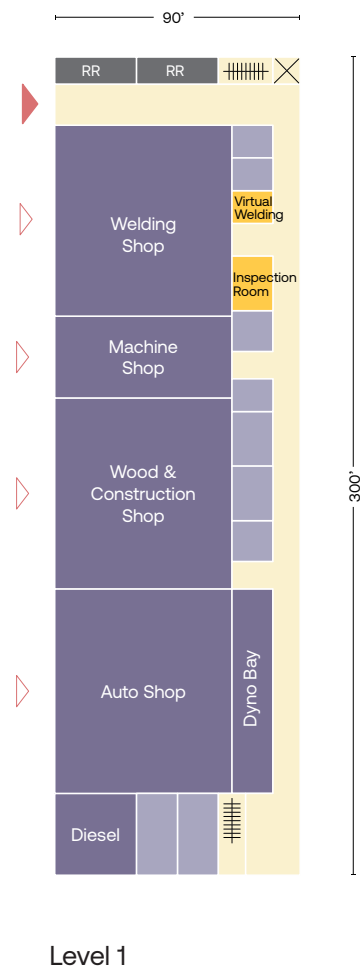 90'
RR
RR
Virtual
Welding
Welding
Shop
Inspection
Room
Machine
Shop
Wood &
Construction
Shop
300'
Auto Shop
Dyno Bay
Diesel
Level 1